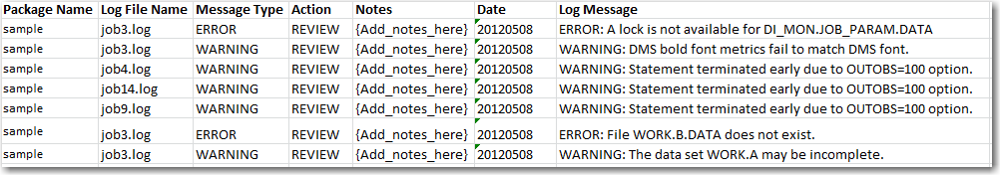 Package Name Log File Name Message Type Action Notes Date Log Message
sample job3.log ERROR REVIEW {Add_notes_here} 20120508 ERROR: A lock is not available for DI_MON.JOB_PARAM.DATA
sample job3.log WARNING REVIEW {Add_notes_here} 20120508 WARNING: DMS bold font metrics fail to match DMS font.
sample job4.log WARNING REVIEW {Add_notes_here} 20120508 WARNING: Statement terminated early due to OUTOBS=100 option.
sample job14.log WARNING REVIEW {Add_notes_here} 20120508 WARNING: Statement terminated early due to OUTOBS=100 option.
sample job9.log WARNING REVIEW {Add_notes_here} 20120508 WARNING: Statement terminated early due to OUTOBS=100 option.
sample job3.log ERROR REVIEW {Add_notes_here} 20120508 ERROR: File WORK.B.DATA does not exist.
sample job3.log WARNING REVIEW {Add_notes_here} 20120508 WARNING: The data set WORK.A may be incomplete.